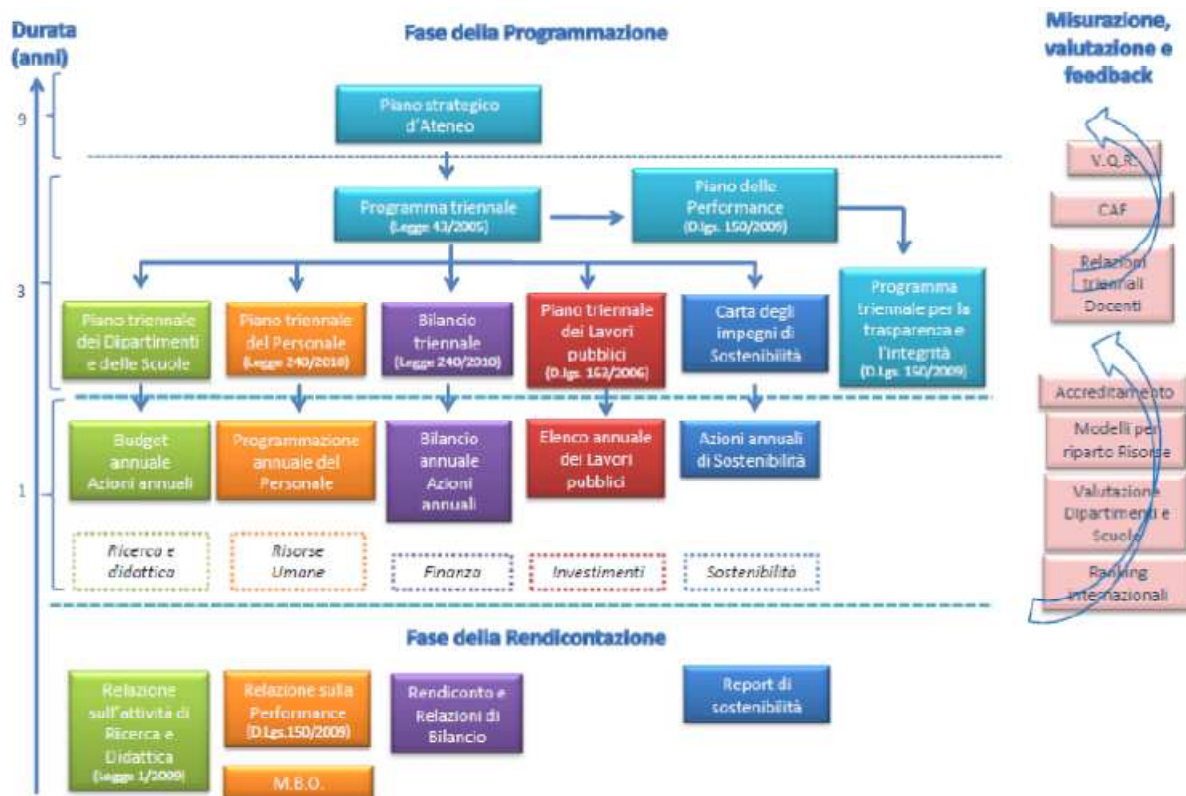 Durata
(anni)
Fase della Programmazione
Misurazione,
valutazione e
feedback
9
Piano strategico
d'Ateneo
V.Q.R.
Programma triennale
(Legge 43/2005)
Piano delle
Performance
(D.lgs. 150/2009)
CAF
Relazioni
triennali
Docenti
3
Piano triennale
dei Dipartimenti
e delle Scuole
Piano triennale
del Personale
(Legge 240/2010)
Bilancio
triennale
(Legge 240/2010)
Piano triennale
dei Lavori
pubblici
(D.lgs. 163/2006)
Carta degli
impegni di
Sostenibilità
Programma
triennale per la
trasparenza e
l'integrità
(D.lgs. 150/2009)
Accreditamento
Modelli per
riparto Risorse
Valutazione
Dipartimenti e
Scuole
Ranking
internazionali
1
Budget
annuale
Azioni annuali
Programmazione
annuale del
Personale
Bilancio
annuale
Azioni
annuali
Elenco annuale
dei Lavori
pubblici
Azioni annuali
di Sostenibilità
Ricerca e
didattica
Risorse
Umane
Finanza
Investimenti
Sostenibilità
Fase della Rendicontazione
Relazione
sull'attività di
Ricerca e
Didattica
(Legge 1/2009)
Relazione sulla
Performance
(D.Lgs.150/2009)
M.B.O.
Rendiconto e
Relazioni di
Bilancio
Report di
sostenibilità